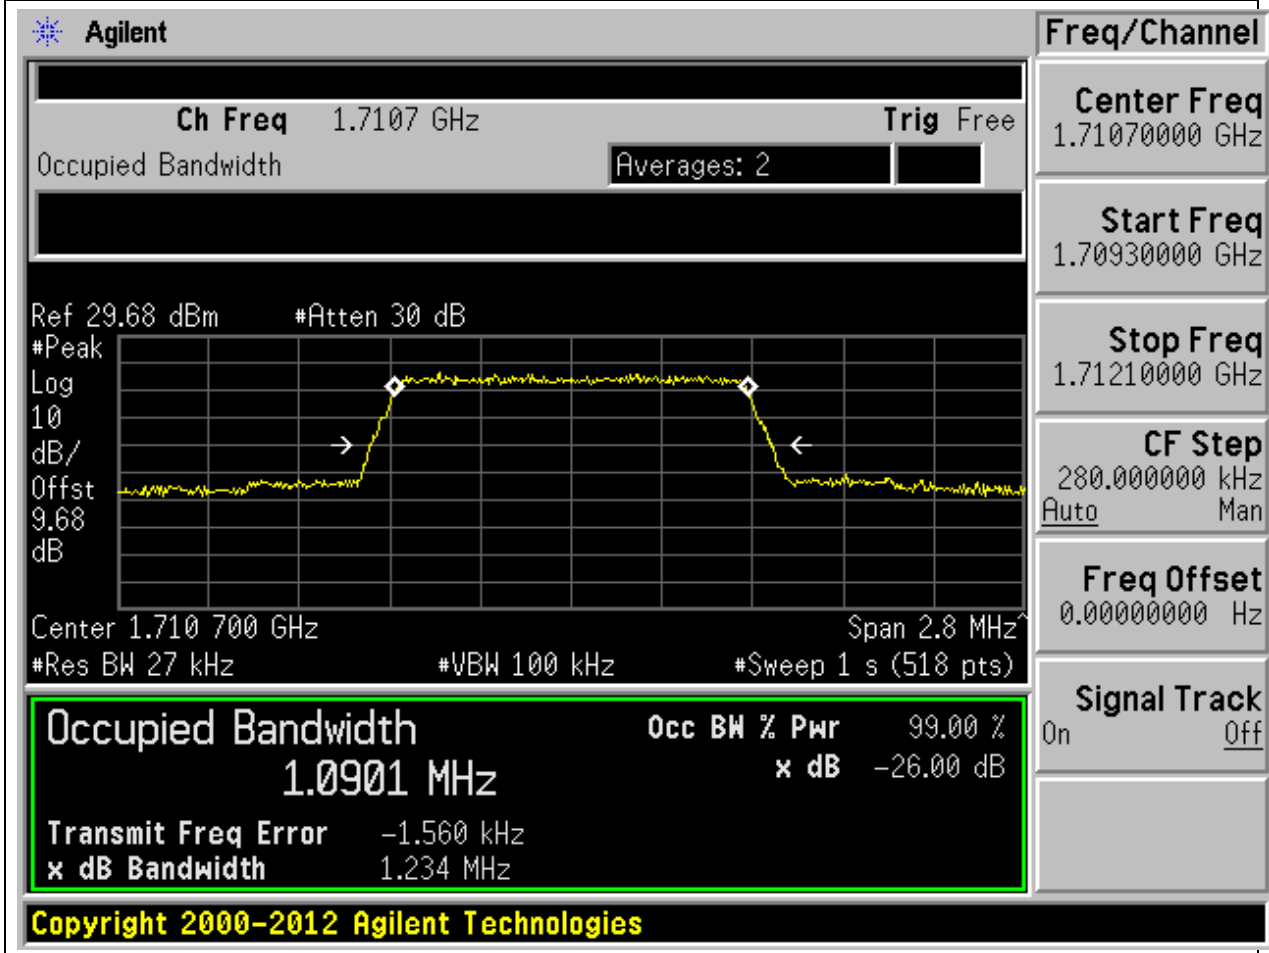 Agilent
Freq/Channel
Ch Freq 1.7107 GHz Trig Free
Occupied Bandwidth Averages: 2
Center Freq
1.71070000 GHz
Start Freq
1.70930000 GHz
Stop Freq
1.71210000 GHz
CF Step
280.000000 kHz
Auto Man
Freq Offset
0.00000000 Hz
Signal Track
On Off
Ref 29.68 dBm #Atten 30 dB
#Peak
Log
10
dB/
Offst
9.68
dB
Center 1.710 700 GHz Span 2.8 MHz^
#Res BW 27 kHz #VBW 100 kHz #Sweep 1 s (518 pts)
Occupied Bandwidth Occ BW % Pwr 99.00 %
1.0901 MHz x dB -26.00 dB
Transmit Freq Error -1.560 kHz
x dB Bandwidth 1.234 MHz
Copyright 2000-2012 Agilent Technologies